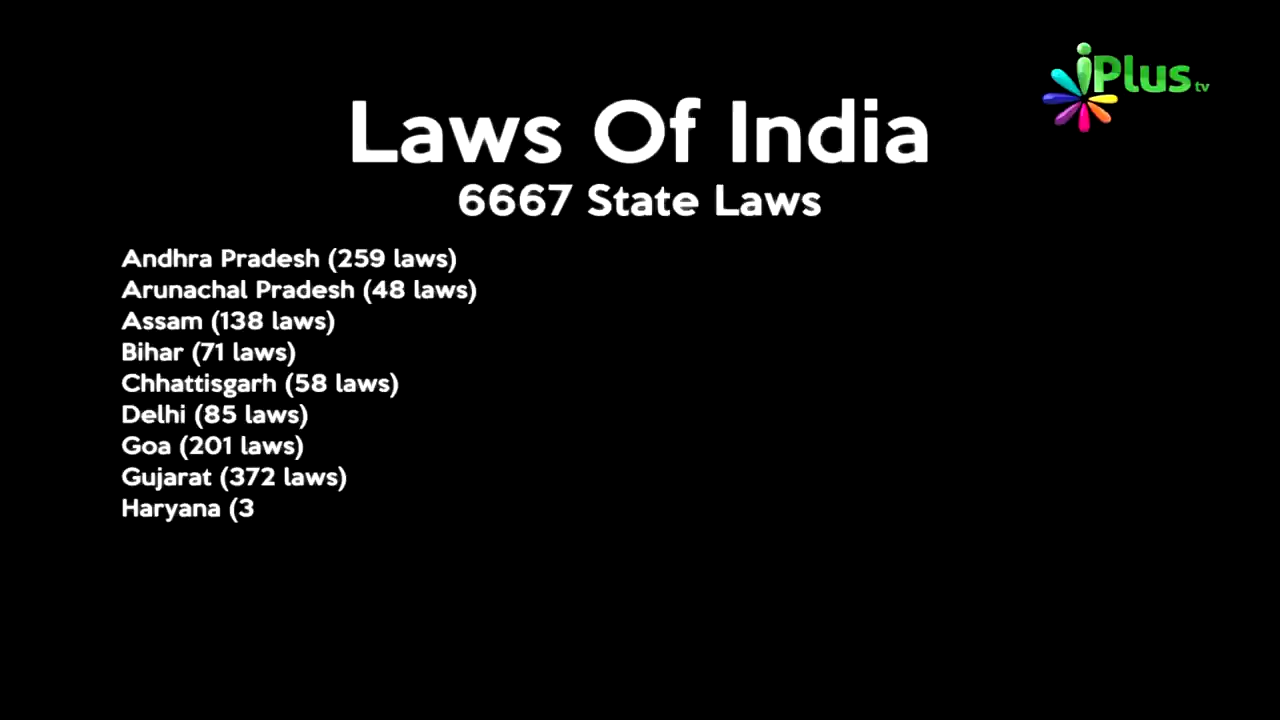 iPlus tv
Laws Of India
6667 State Laws
Andhra Pradesh (259 laws)
Arunachal Pradesh (48 laws)
Assam (138 laws)
Bihar (71 laws)
Chhattisgarh (58 laws)
Delhi (85 laws)
Goa (201 laws)
Gujarat (372 laws)
Haryana (3